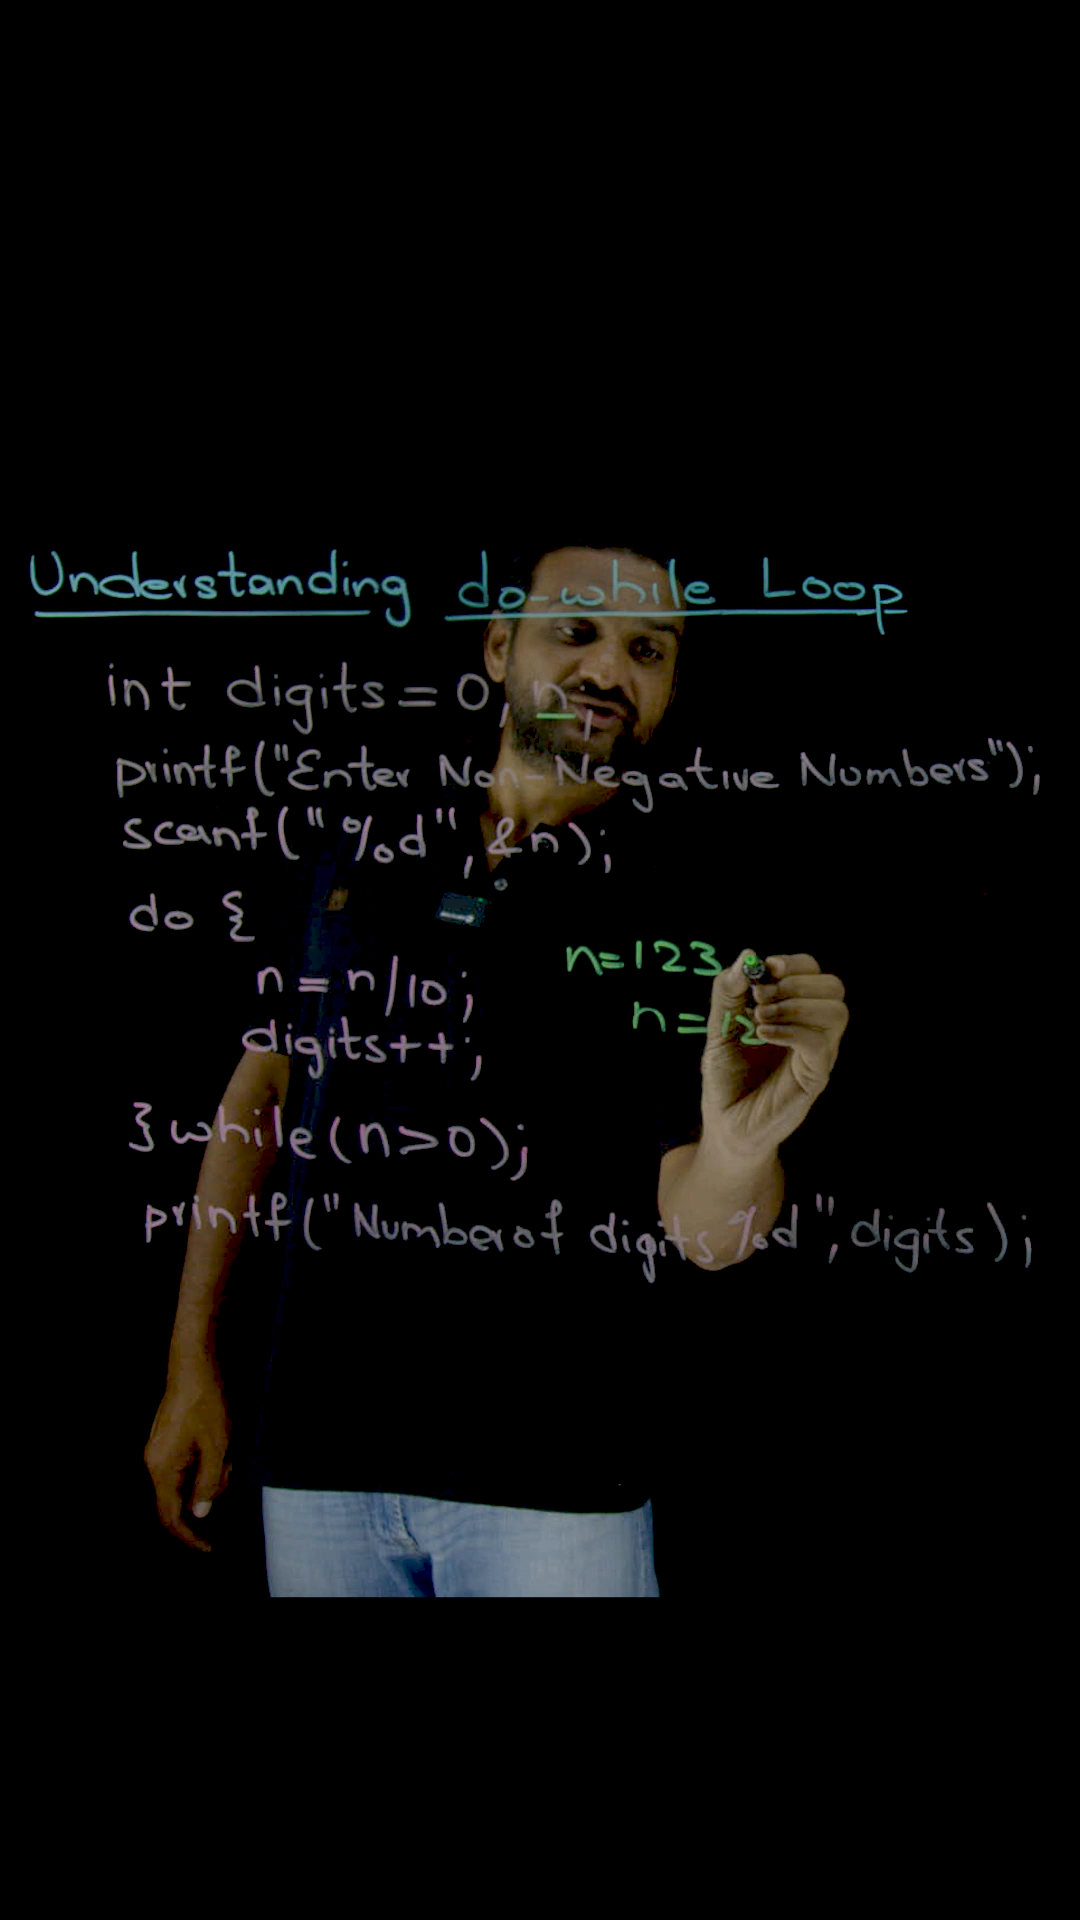 Understanding do-while Loop
int digits = 0, n;
printf("Enter Non-Negative Numbers");
scanf("%d", &n);
do {
n = n/10;
n=123
n=12
digits++;
} while(n>0);
printf("Number of digits %d", digits);